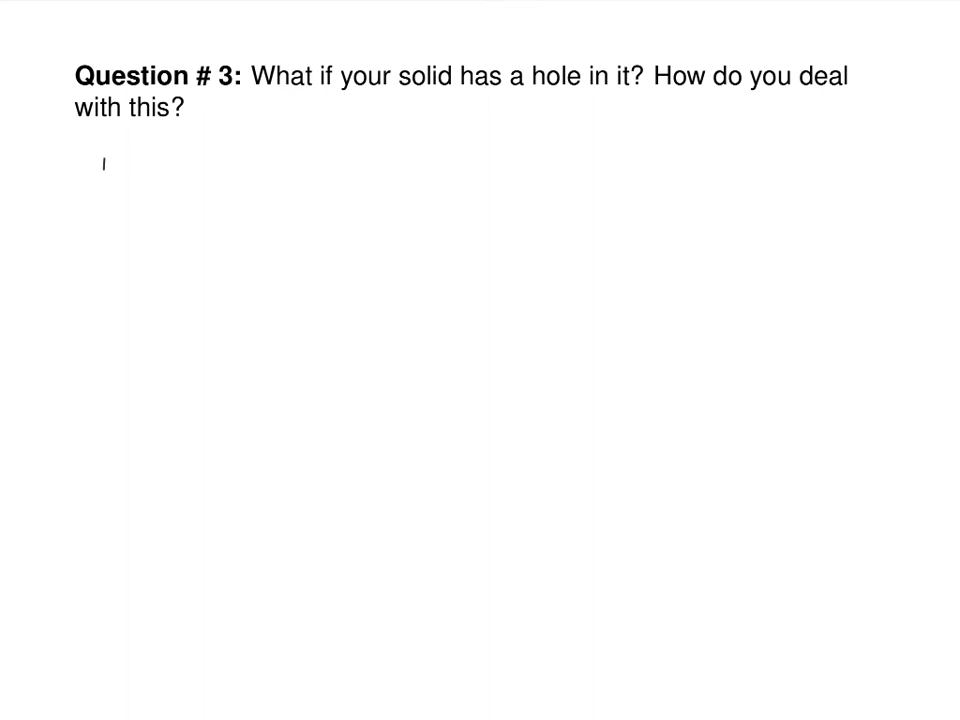 Question # 3: What if your solid has a hole in it? How do you deal
with this?